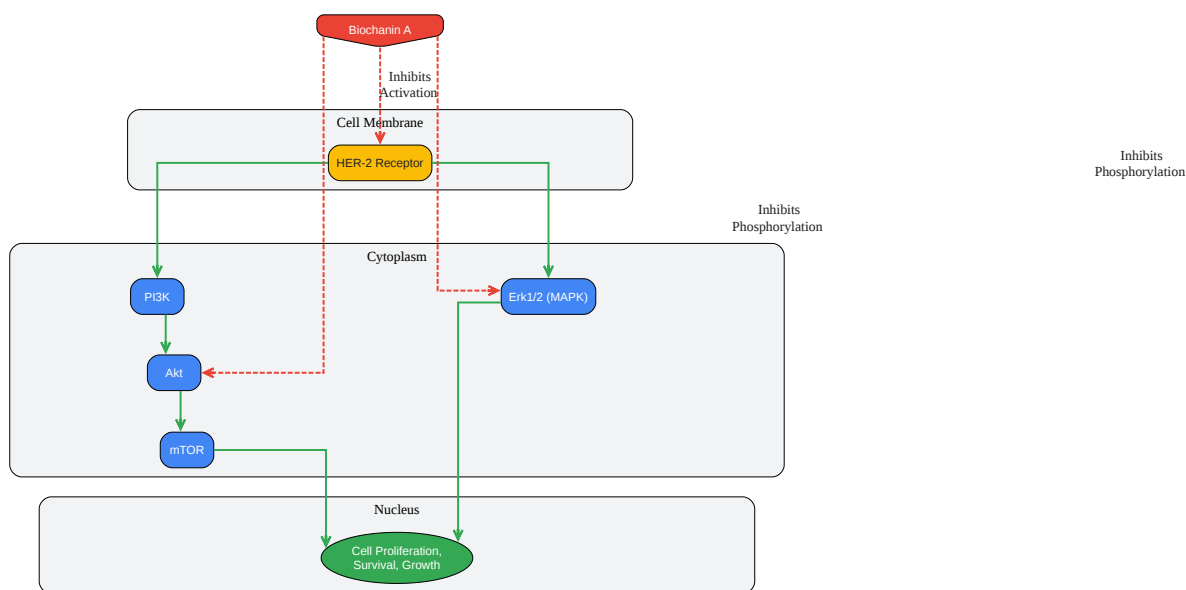 Biochanin A
Inhibits
Activation
Cell Membrane
HER-2 Receptor
Inhibits
Phosphorylation
Inhibits
Phosphorylation
Cytoplasm
PI3K
Erk1/2 (MAPK)
Akt
mTOR
Nucleus
Cell Proliferation,
Survival, Growth